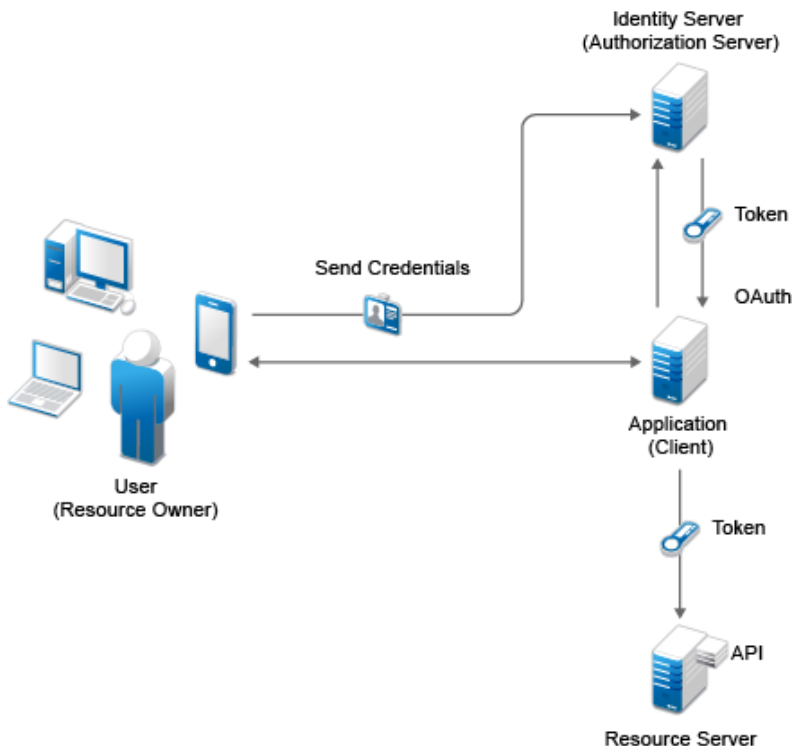 Identity Server
(Authorization Server)
Token
Send Credentials
OAuth
Application
(Client)
User
(Resource Owner)
Token
API
Resource Server